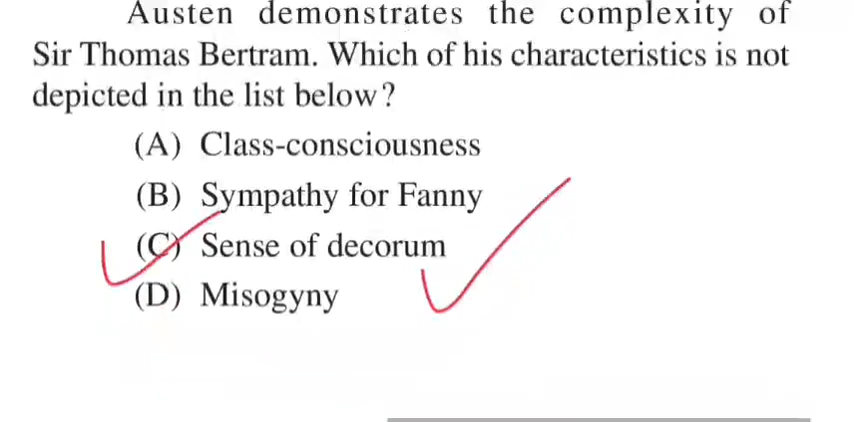 Austen demonstrates the complexity of
Sir Thomas Bertram. Which of his characteristics is not
depicted in the list below?
(A) Class-consciousness
(B) Sympathy for Fanny
(C) Sense of decorum
(D) Misogyny